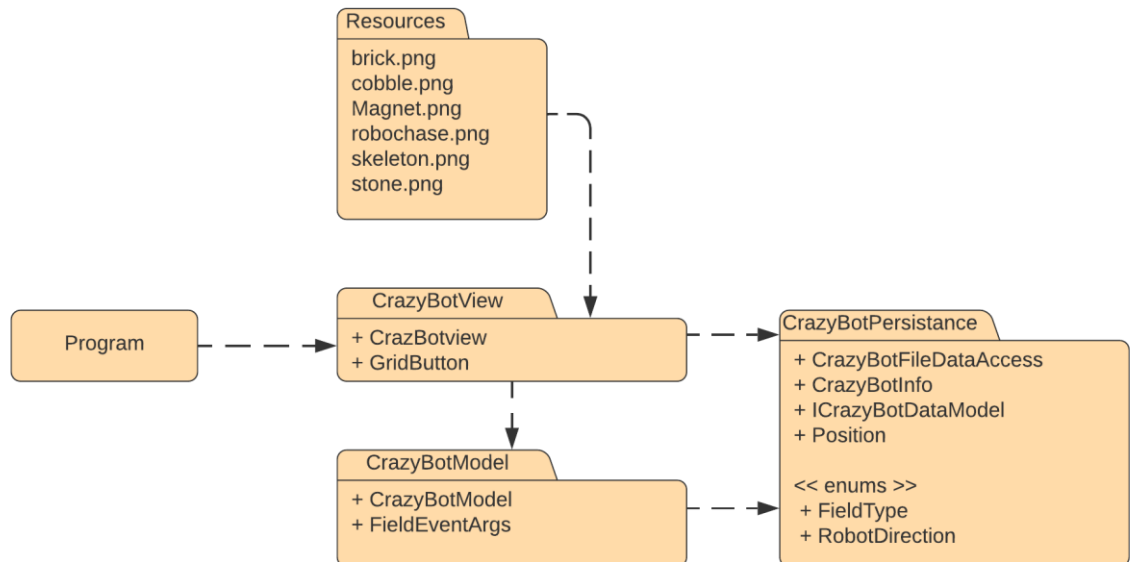 Resources
brick.png
cobble.png
Magnet.png
robochase.png
skeleton.png
stone.png
Program
CrazyBotView
+ CrazBotview
+ GridButton
CrazyBotPersistance
+ CrazyBotFileDataAccess
+ CrazyBotInfo
+ ICrazyBotDataModel
+ Position
<< enums >>
+ FieldType
+ RobotDirection
CrazyBotModel
+ CrazyBotModel
+ FieldEventArgs